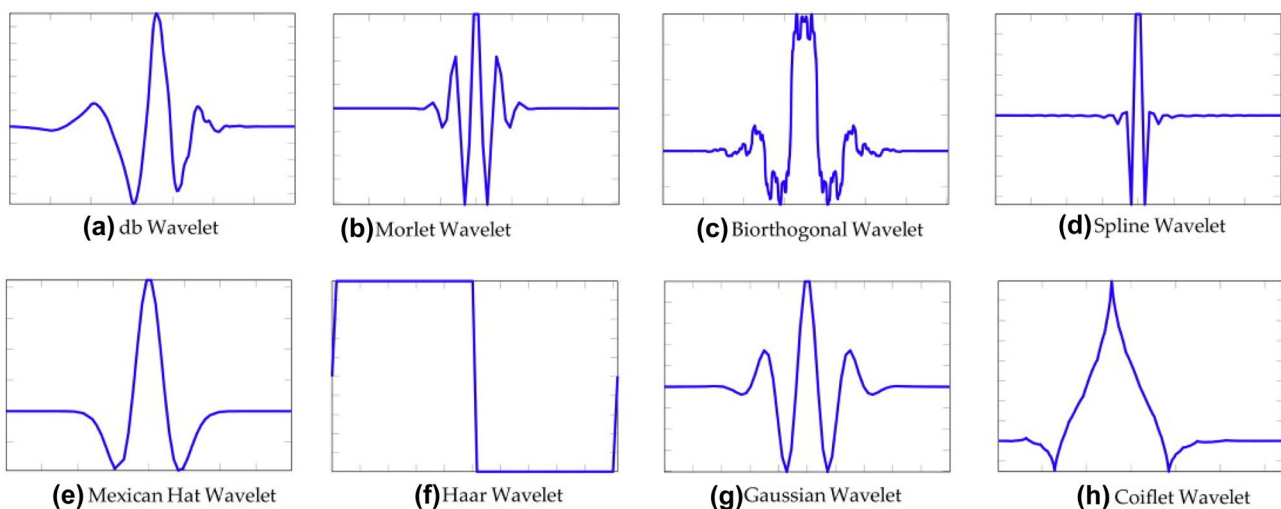 (a) db Wavelet
(b) Morlet Wavelet
(c) Biorthogonal Wavelet
(d) Spline Wavelet
(e) Mexican Hat Wavelet
(f) Haar Wavelet
(g) Gaussian Wavelet
(h) Coiflet Wavelet